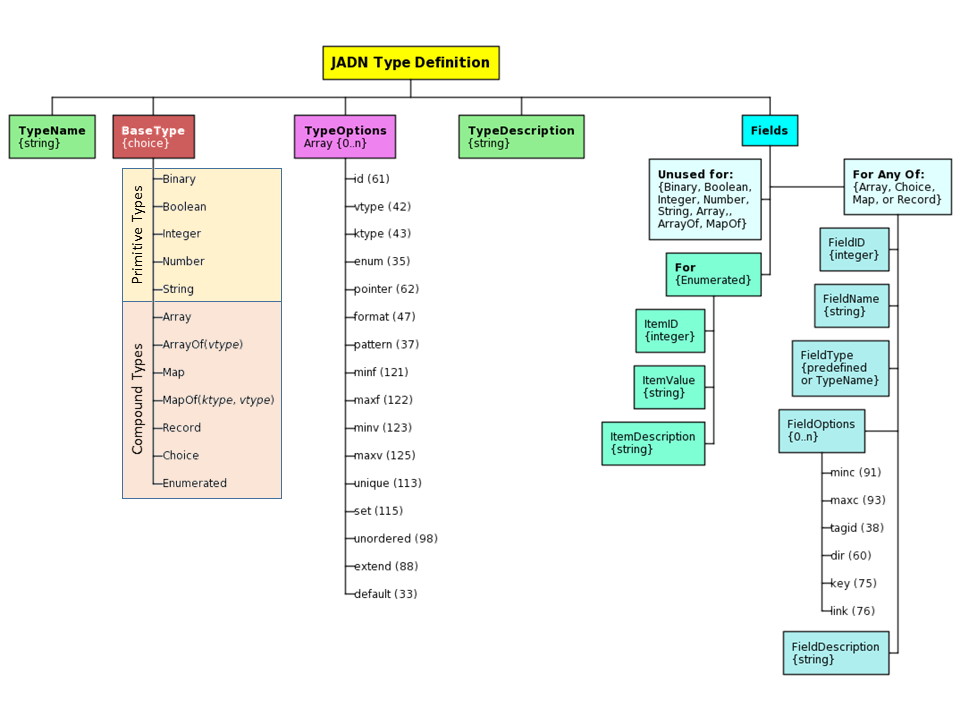 JADN Type Definition
TypeName
{string}
BaseType
{choice}
TypeOptions
Array {0..n}
TypeDescription
{string}
Fields
Primitive Types
Binary
Boolean
Integer
Number
String
Compound Types
Array
ArrayOf(vtype)
Map
MapOf(ktype, vtype)
Record
Choice
Enumerated
id (61)
vtype (42)
ktype (43)
enum (35)
pointer (62)
format (47)
pattern (37)
minf (121)
maxf (122)
minv (123)
maxv (125)
unique (113)
set (115)
unordered (98)
extend (88)
default (33)
Unused for:
{Binary, Boolean,
Integer, Number,
String, Array,,
ArrayOf, MapOf}
For
{Enumerated}
ItemID
{integer}
ItemValue
{string}
ItemDescription
{string}
For Any Of:
{Array, Choice,
Map, or Record}
FieldID
{integer}
FieldName
{string}
FieldType
{predefined
or TypeName}
FieldOptions
{0..n}
minc (91)
maxc (93)
tagid (38)
dir (60)
key (75)
link (76)
FieldDescription
{string}